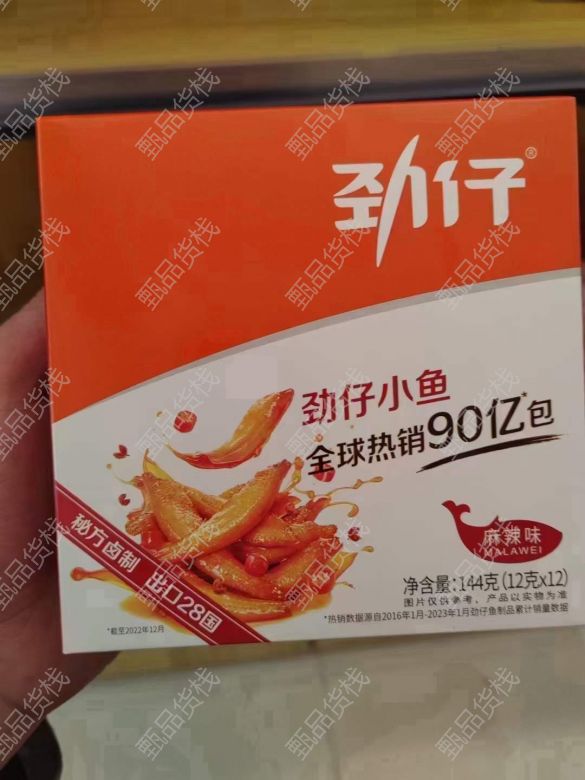 劲仔®
劲仔小鱼
全球热销90亿*包
麻辣味
MALAWEI
秘方卤制 出口28国
净含量:144克(12克x12)
图片仅供参考，产品以实物为准
*热销数据源自2016年1月-2023年1月劲仔鱼制品累计销量数据
*截至2022年12月
甄品货栈